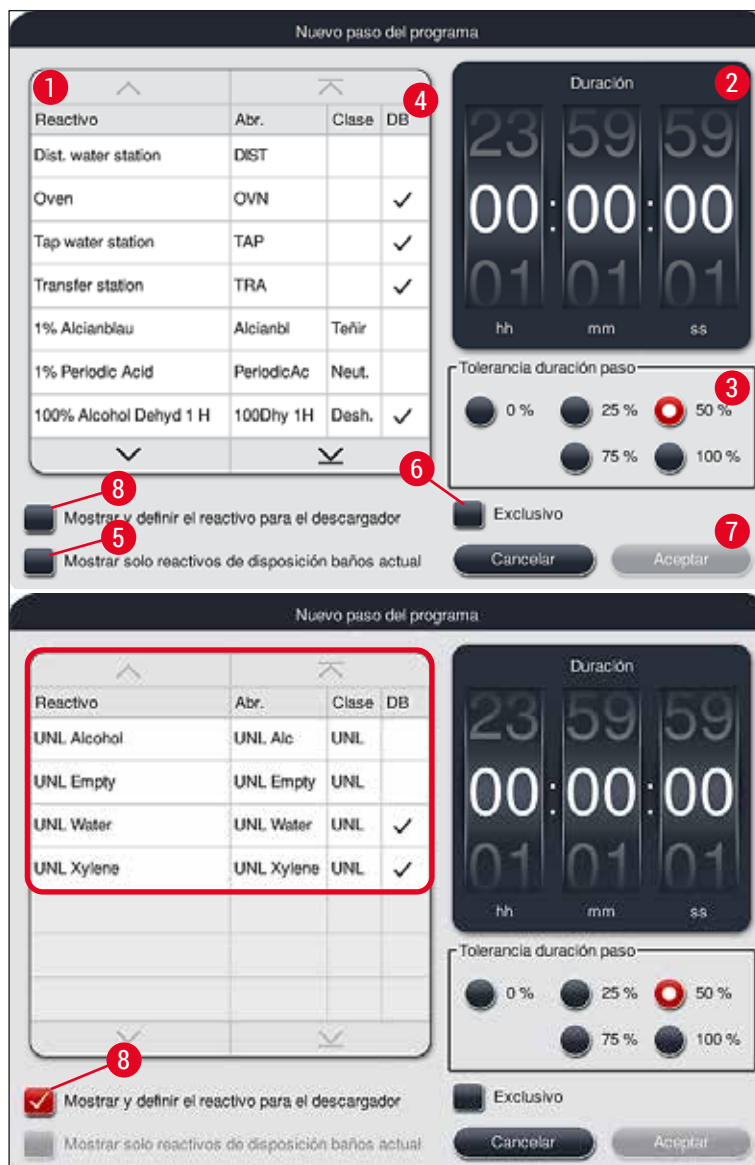 Nuevo paso del programa
1
4
Reactivo Abr. Clase DB
Dist. water station DIST
Oven OVN ✓
Tap water station TAP ✓
Transfer station TRA ✓
1% Alcianblau Alcianbl Teñir
1% Periodic Acid PeriodicAc Neut.
100% Alcohol Dehyd 1 H 100Dhy 1H Desh. ✓
Duración
2
23 59 59
00:00:00
01 01 01
hh mm ss
Tolerancia duración paso
3
0 % 25 % 50 %
75 % 100 %
8
Mostrar y definir el reactivo para el descargador
5
Mostrar solo reactivos de disposición baños actual
6
Exclusivo
7
Cancelar Aceptar
Nuevo paso del programa
Reactivo Abr. Clase DB
UNL Alcohol UNL Alc UNL
UNL Empty UNL Empty UNL
UNL Water UNL Water UNL ✓
UNL Xylene UNL Xylene UNL ✓
Duración
23 59 59
00:00:00
01 01 01
hh mm ss
Tolerancia duración paso
0 % 25 % 50 %
75 % 100 %
8
Mostrar y definir el reactivo para el descargador
Mostrar solo reactivos de disposición baños actual
Exclusivo
Cancelar Aceptar